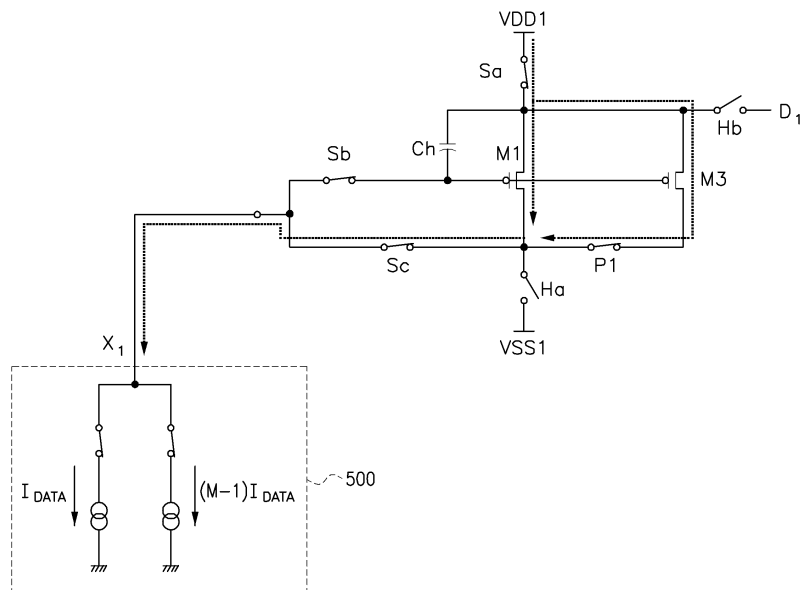 VDD1
Sa
D1
Hb
Ch
M1
M3
Sb
Sc
P1
Ha
VSS1
X1
IDATA
(M-1)IDATA
500